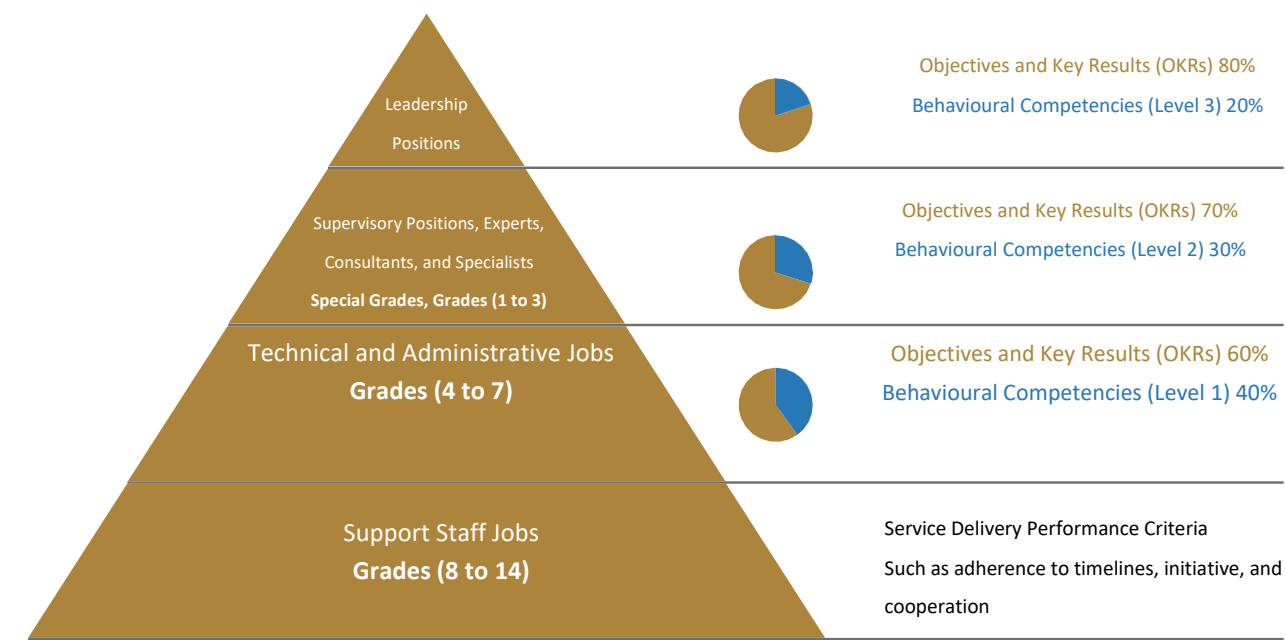 Leadership
Positions
Objectives and Key Results (OKRs) 80%
Behavioural Competencies (Level 3) 20%
Supervisory Positions, Experts,
Consultants, and Specialists
Special Grades, Grades (1 to 3)
Objectives and Key Results (OKRs) 70%
Behavioural Competencies (Level 2) 30%
Technical and Administrative Jobs
Grades (4 to 7)
Objectives and Key Results (OKRs) 60%
Behavioural Competencies (Level 1) 40%
Support Staff Jobs
Grades (8 to 14)
Service Delivery Performance Criteria
Such as adherence to timelines, initiative, and
cooperation